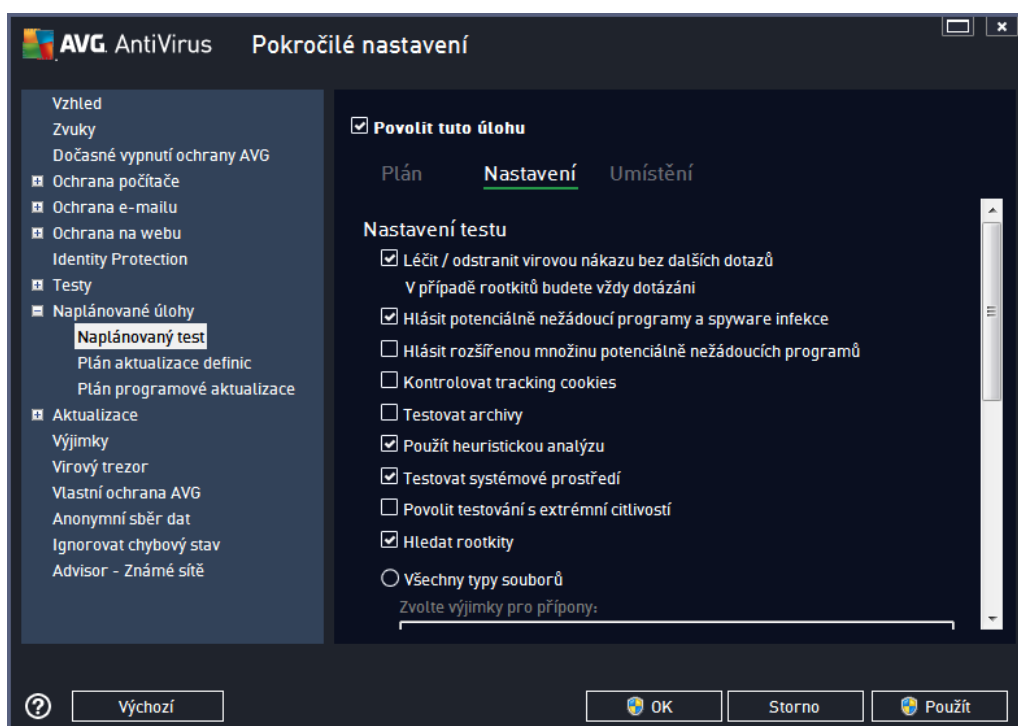 AVG. AntiVirus Pokročilé nastavení
Vzhled
Zvuky
Dočasné vypnutí ochrany AVG
Ochrana počítače
Ochrana e-mailu
Ochrana na webu
Identity Protection
Testy
Naplánované úlohy
Naplánovaný test
Plán aktualizace definic
Plán programové aktualizace
Aktualizace
Výjimky
Virový trezor
Vlastní ochrana AVG
Anonymní sběr dat
Ignorovat chybový stav
Advisor - Známé sítě
Povolit tuto úlohu
Plán Nastavení Umístění
Nastavení testu
Léčit / odstranit virovou nákazu bez dalších dotazů
V případě rootkitů budete vždy dotázáni
Hlásit potenciálně nežádoucí programy a spyware infekce
Hlásit rozšířenou množinu potenciálně nežádoucích programů
Kontrolovat tracking cookies
Testovat archivy
Použít heuristickou analýzu
Testovat systémové prostředí
Povolit testování s extrémní citlivostí
Hledat rootkity
Všechny typy souborů
Zvolte výjimky pro přípony:
Výchozí OK Storno Použít